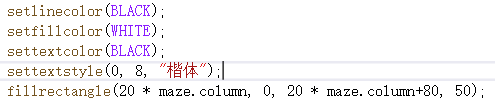 setlinecolor(BLACK);
setfillcolor(WHITE);
settextcolor(BLACK);
settextstyle(0, 8, "楷体");
fillrectangle(20 * maze.column, 0, 20 * maze.column+80, 50);